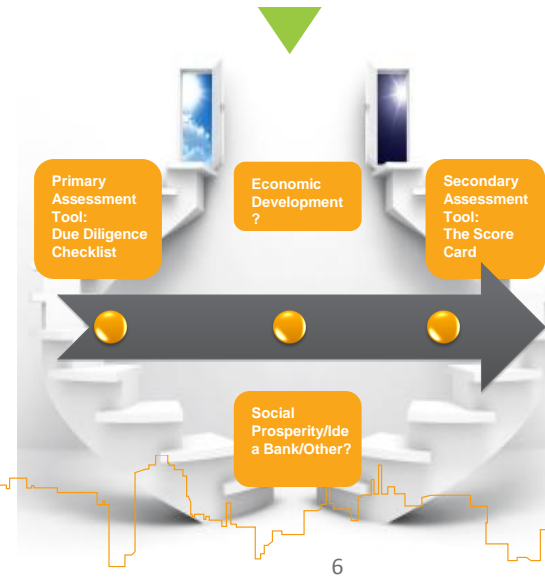 Primary
Assessment
Tool:
Due Diligence
Checklist
Economic
Development
?
Secondary
Assessment
Tool:
The Score
Card
Social
Prosperity/Ide
a Bank/Other?
6